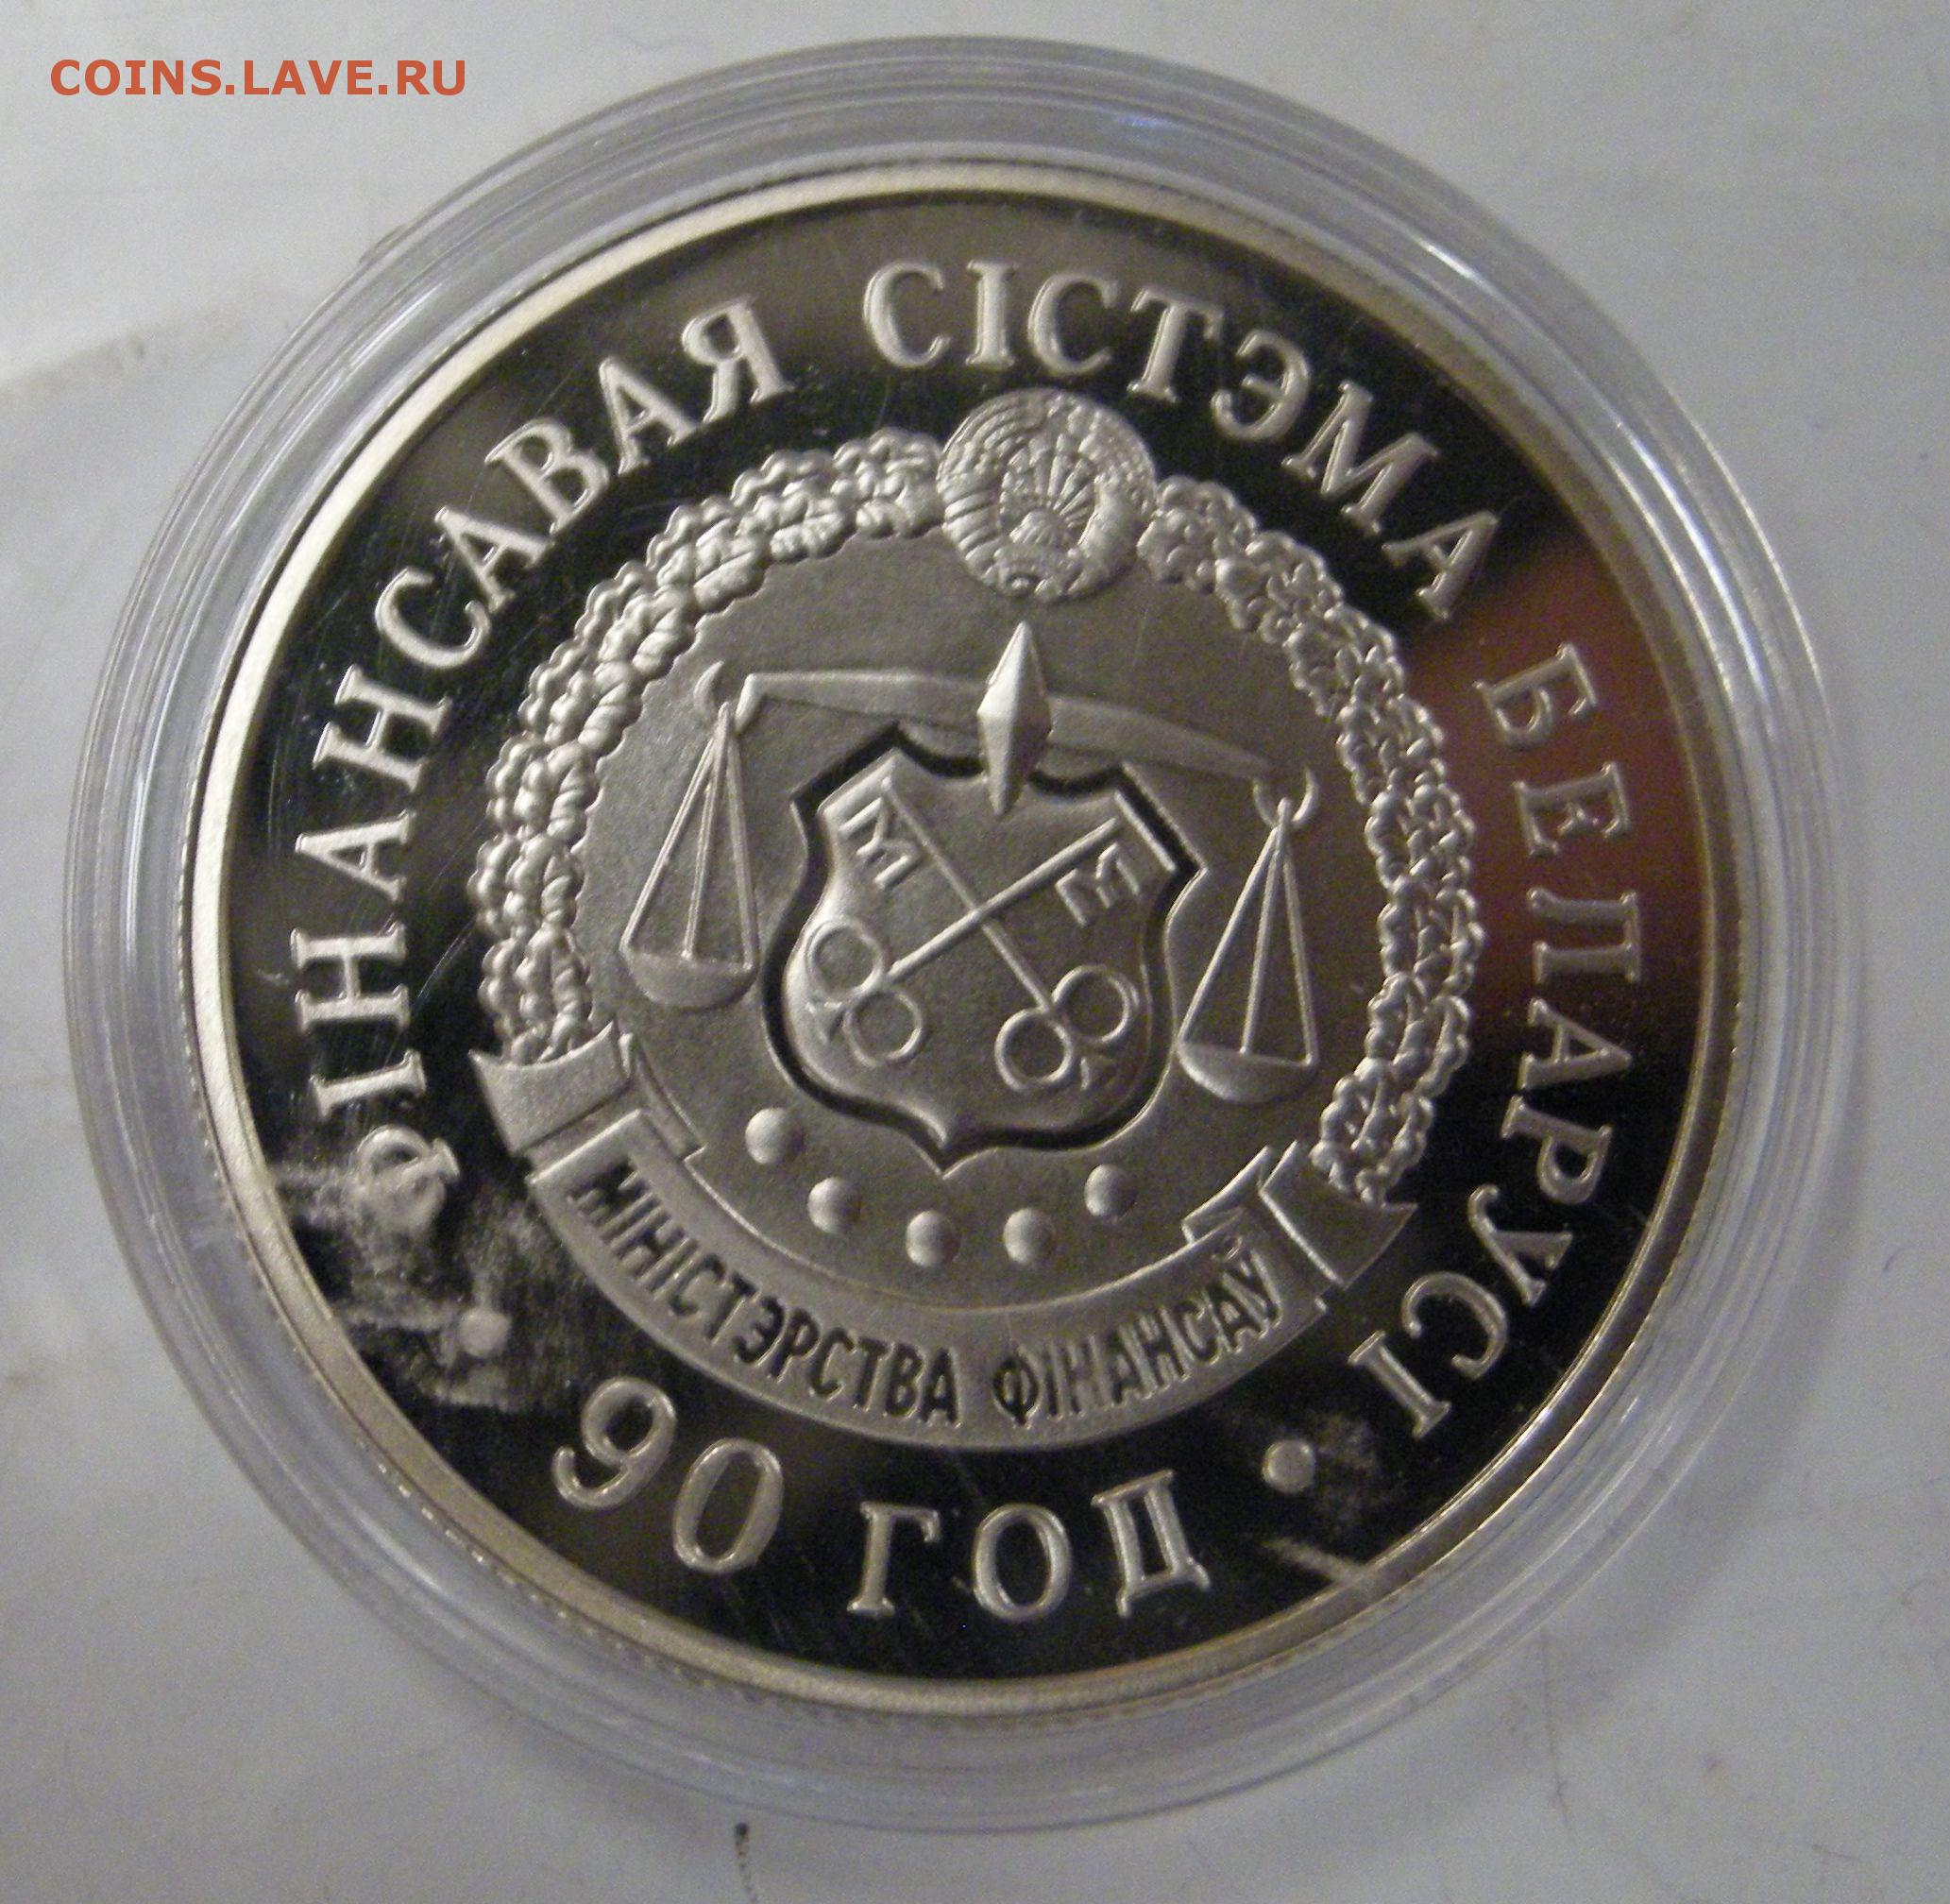 COINS.LAVE.RU
ФІНАНСАВАЯ СІСТЭМА БЕЛАРУСІ
МІНІСТЭРСТВА ФІНАНСАЎ
90 ГОД